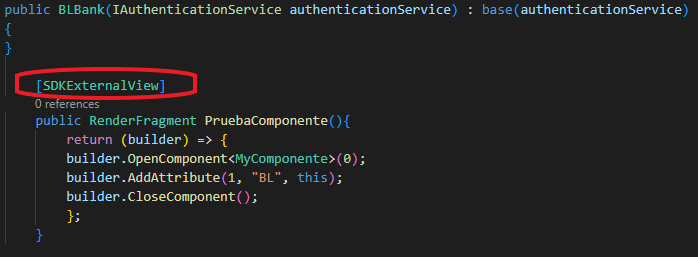 public BLBank(IAuthenticationService authenticationService) : base(authenticationService)
{
}
[SDKExternalView]
0 references
public RenderFragment PruebaComponente(){
return (builder) => {
builder.OpenComponent<MyComponente>(0);
builder.AddAttribute(1, "BL", this);
builder.CloseComponent();
};
}